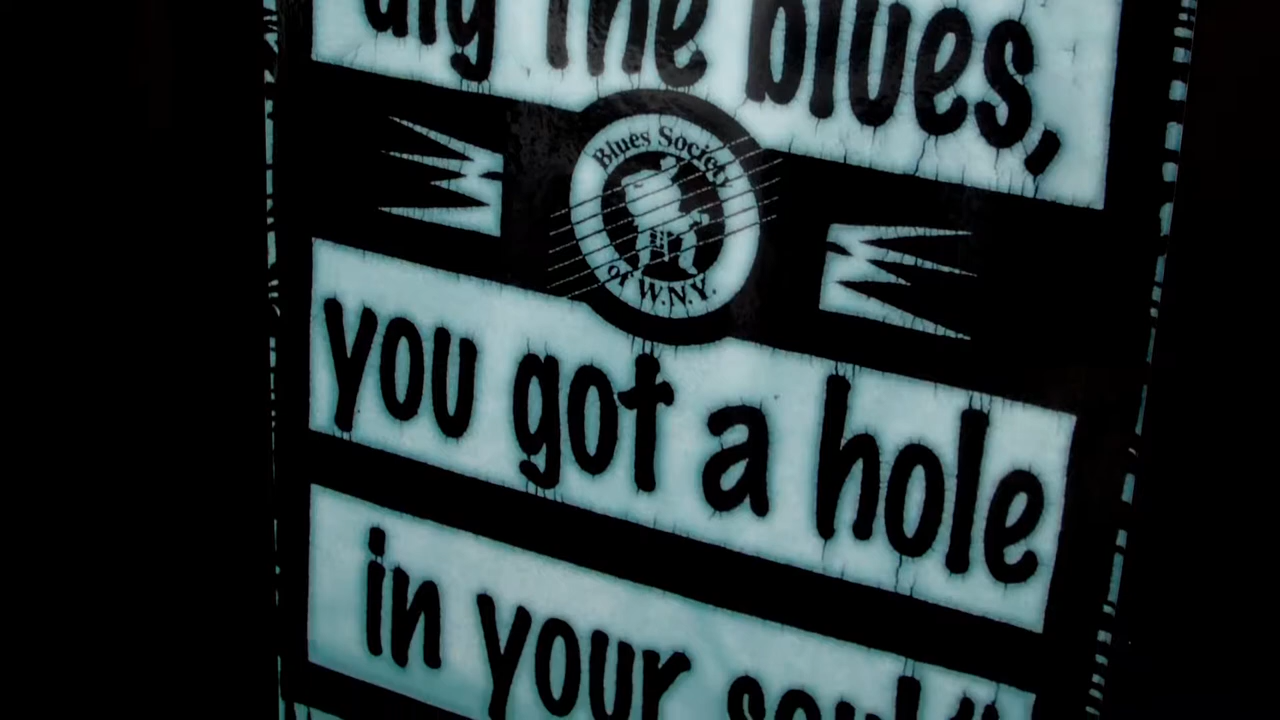 dig the blues,
Blues Society
of W.N.Y.
you got a hole
in your soul"